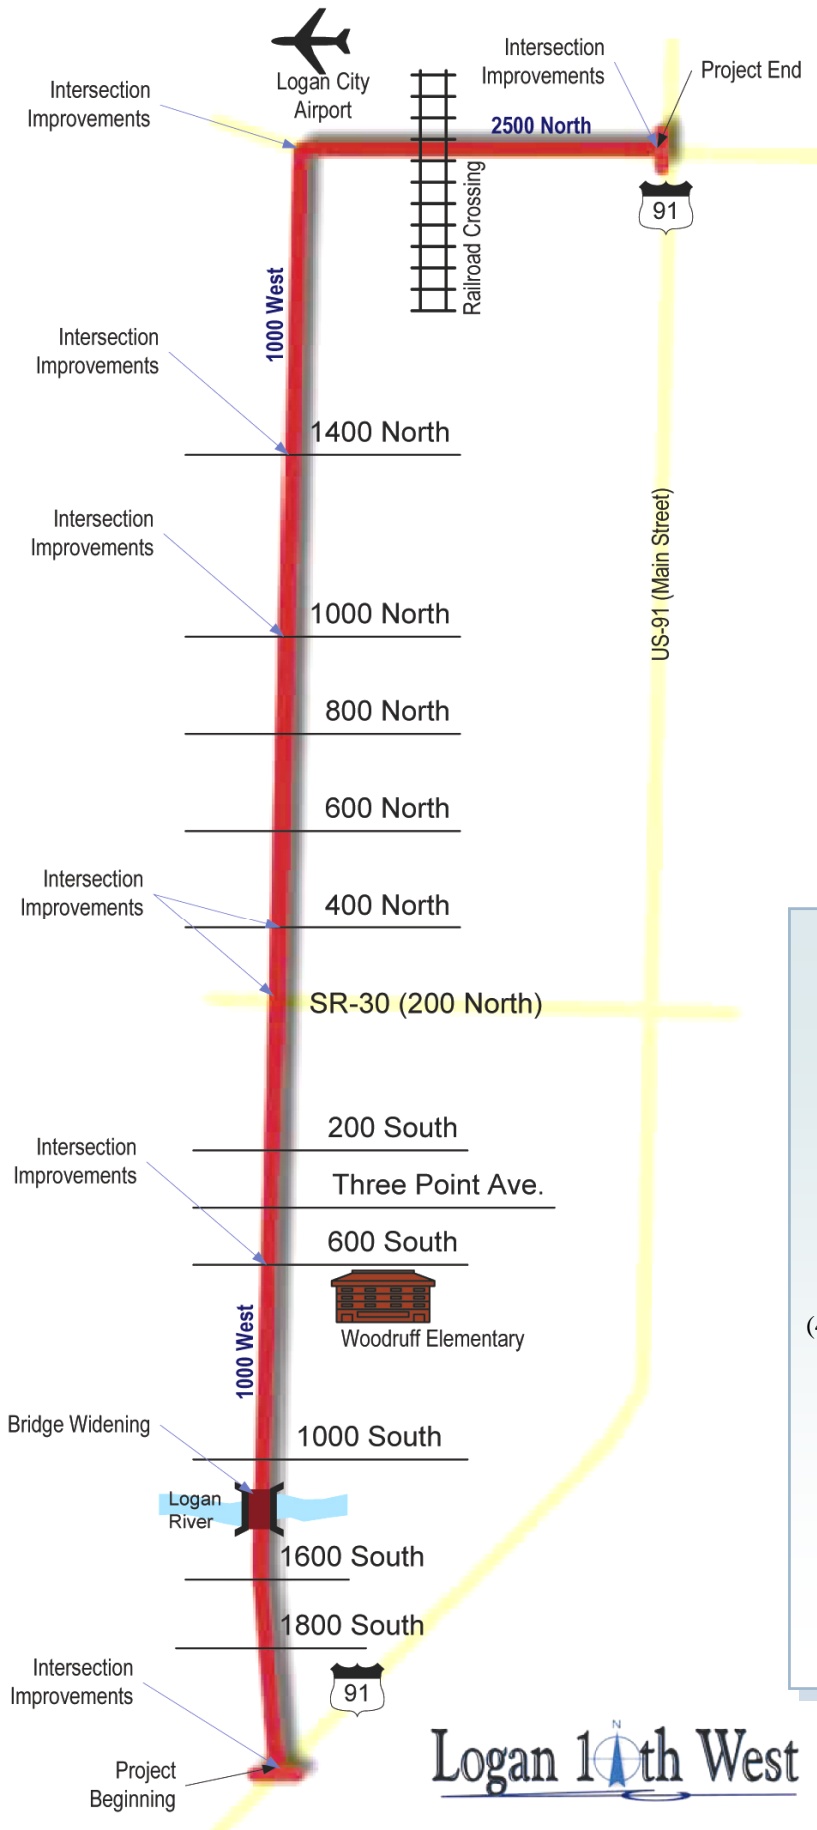 Intersection
Improvements
Project End
Logan City
Airport
Intersection
Improvements
2500 North
91
Railroad Crossing
1000 West
Intersection
Improvements
1400 North
Intersection
Improvements
1000 North
US-91 (Main Street)
800 North
600 North
Intersection
Improvements
400 North
SR-30 (200 North)
200 South
Intersection
Improvements
Three Point Ave.
600 South
Woodruff Elementary
(4
1000 West
Bridge Widening
1000 South
Logan
River
1600 South
1800 South
Intersection
Improvements
91
N
Logan 10th West
Project
Beginning